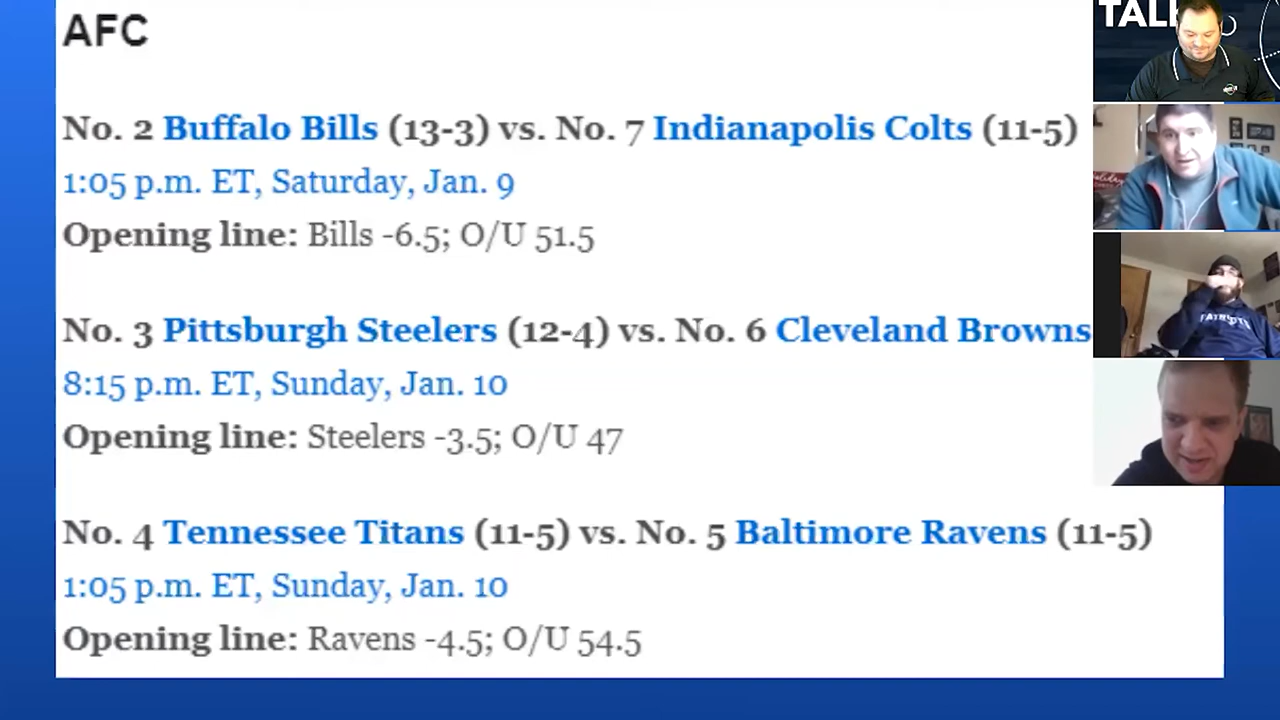 AFC
No. 2 Buffalo Bills (13-3) vs. No. 7 Indianapolis Colts (11-5)
1:05 p.m. ET, Saturday, Jan. 9
Opening line: Bills -6.5; O/U 51.5
No. 3 Pittsburgh Steelers (12-4) vs. No. 6 Cleveland Browns
8:15 p.m. ET, Sunday, Jan. 10
Opening line: Steelers -3.5; O/U 47
No. 4 Tennessee Titans (11-5) vs. No. 5 Baltimore Ravens (11-5)
1:05 p.m. ET, Sunday, Jan. 10
Opening line: Ravens -4.5; O/U 54.5